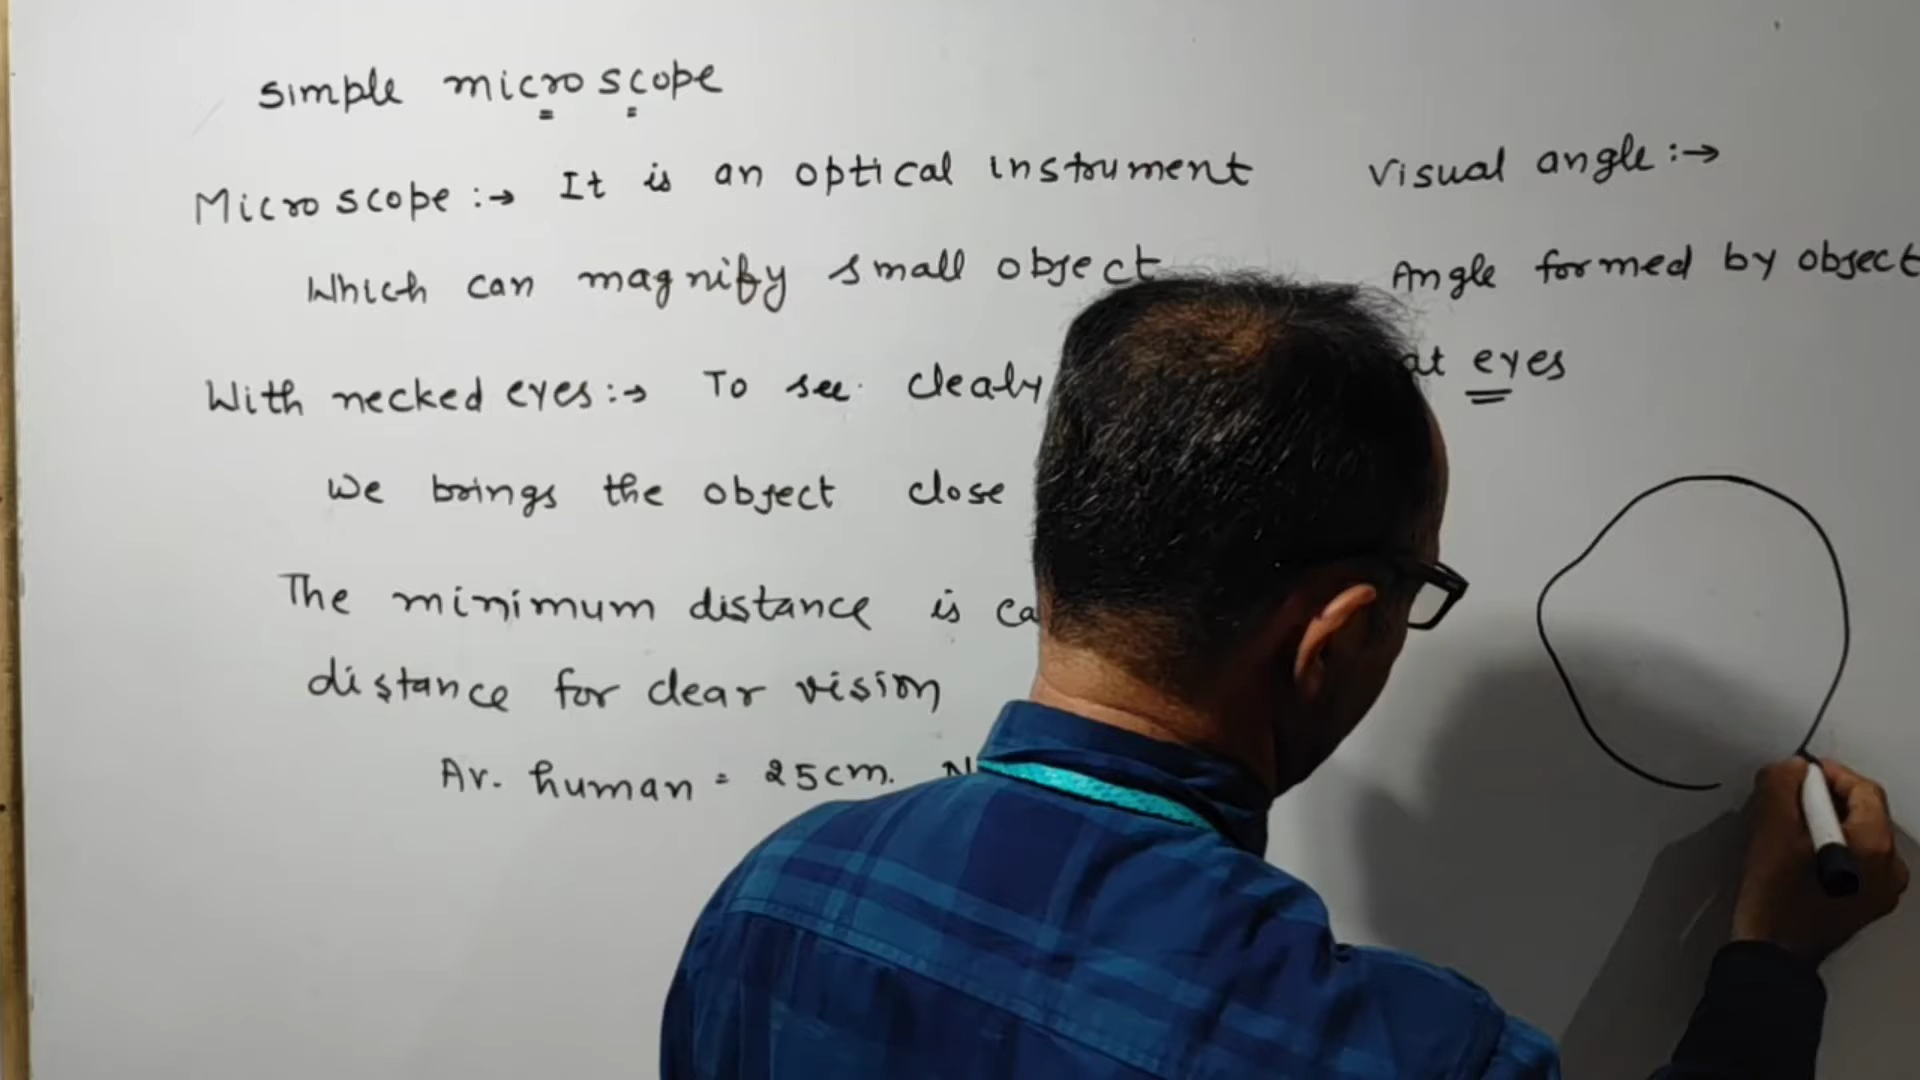 Simple microscope
Microscope :→ It is an optical instrument
Which can magnify small object
With necked eyes :→ To see clealy
We brings the object close
The minimum distance is
distance for clear vision
Av. human = 25cm.
Visual angle :→
Angle formed by object
at eyes